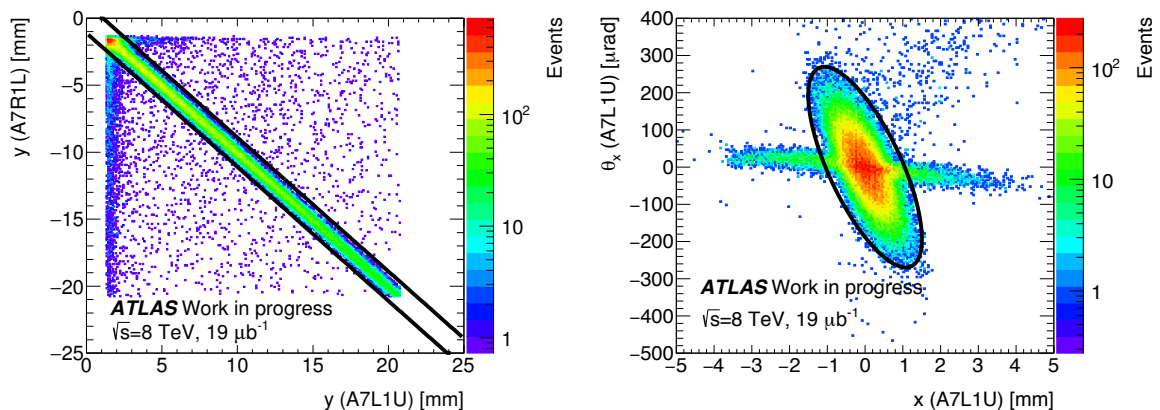 y (A7R1L) [mm]
0
−5
−10
−15
−20
−25
0 5 10 15 20 25
y (A7L1U) [mm]
ATLAS Work in progress
√s=8 TeV, 19 μb⁻¹
Events
10²
10
1
θx (A7L1U) [μrad]
400
300
200
100
0
−100
−200
−300
−400
−500
−5 −4 −3 −2 −1 0 1 2 3 4 5
x (A7L1U) [mm]
ATLAS Work in progress
√s=8 TeV, 19 μb⁻¹
Events
10²
10
1